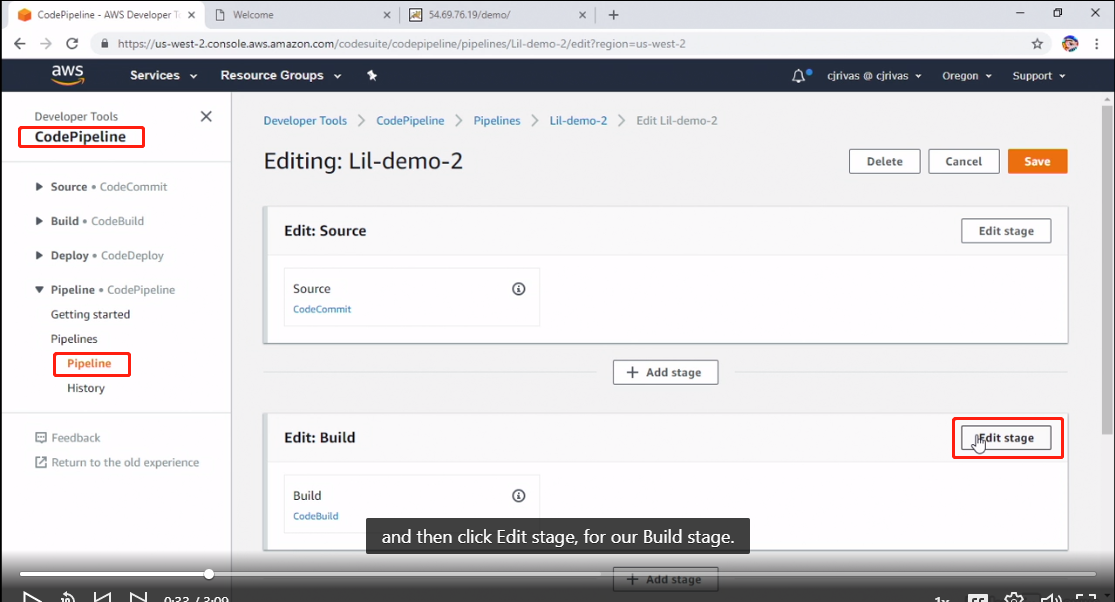 CodePipeline - AWS Developer T
Welcome
54.69.76.19/demo/
https://us-west-2.console.aws.amazon.com/codesuite/codepipeline/pipelines/Lil-demo-2/edit?region=us-west-2
aws
Services
Resource Groups
cjrivas @ cjrivas
Oregon
Support
Developer Tools
CodePipeline
Source • CodeCommit
Build • CodeBuild
Deploy • CodeDeploy
Pipeline • CodePipeline
Getting started
Pipelines
Pipeline
History
Feedback
Return to the old experience
Developer Tools > CodePipeline > Pipelines > Lil-demo-2 > Edit Lil-demo-2
Editing: Lil-demo-2
Delete
Cancel
Save
Edit: Source
Edit stage
Source
CodeCommit
+ Add stage
Edit: Build
Edit stage
Build
CodeBuild
and then click Edit stage, for our Build stage.
+ Add stage
0:33 / 3:09
1x
CC